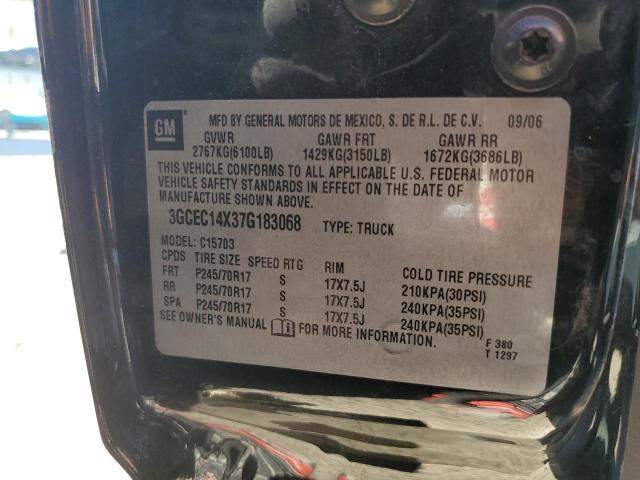 GM
MFD BY GENERAL MOTORS DE MEXICO, S. DE R.L. DE C.V. 09/06
GVWR GAWR FRT GAWR RR
2767KG(6100LB) 1429KG(3150LB) 1672KG(3686LB)
THIS VEHICLE CONFORMS TO ALL APPLICABLE U.S. FEDERAL MOTOR
VEHICLE SAFETY STANDARDS IN EFFECT ON THE DATE OF
MANUFACTURE SHOWN ABOVE.
3GCEC14X37G183068 TYPE: TRUCK
MODEL: C15703
CPDS TIRE SIZE SPEED RTG RIM COLD TIRE PRESSURE
FRT P245/70R17 S 17X7.5J 210KPA(30PSI)
RR P245/70R17 S 17X7.5J 240KPA(35PSI)
SPA P245/70R17 S 17X7.5J 240KPA(35PSI)
SEE OWNER'S MANUAL FOR MORE INFORMATION.
F 380
T 1297